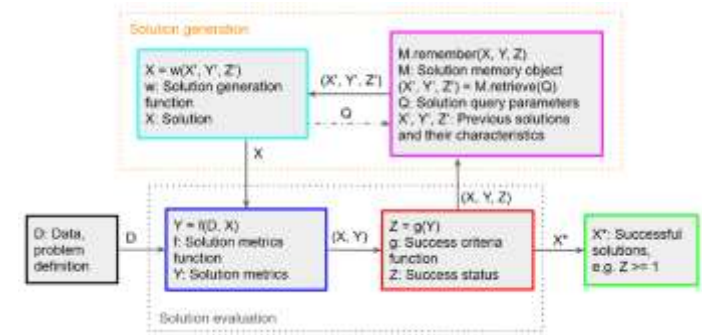 Solution generation
X = w(X', Y', Z')
w: Solution generation
function
X: Solution
(X', Y', Z')
Q
M.remember(X, Y, Z)
M: Solution memory object
(X', Y', Z') = M.retrieve(Q)
Q: Solution query parameters
X', Y', Z': Previous solutions
and their characteristics
X
(X, Y, Z)
D: Data,
problem
definition
D
Y = f(D, X)
f: Solution metrics
function
Y: Solution metrics
(X, Y)
Z = g(Y)
g: Success criteria
function
Z: Success status
X*
X*: Successful
solutions,
e.g. Z >= 1
Solution evaluation